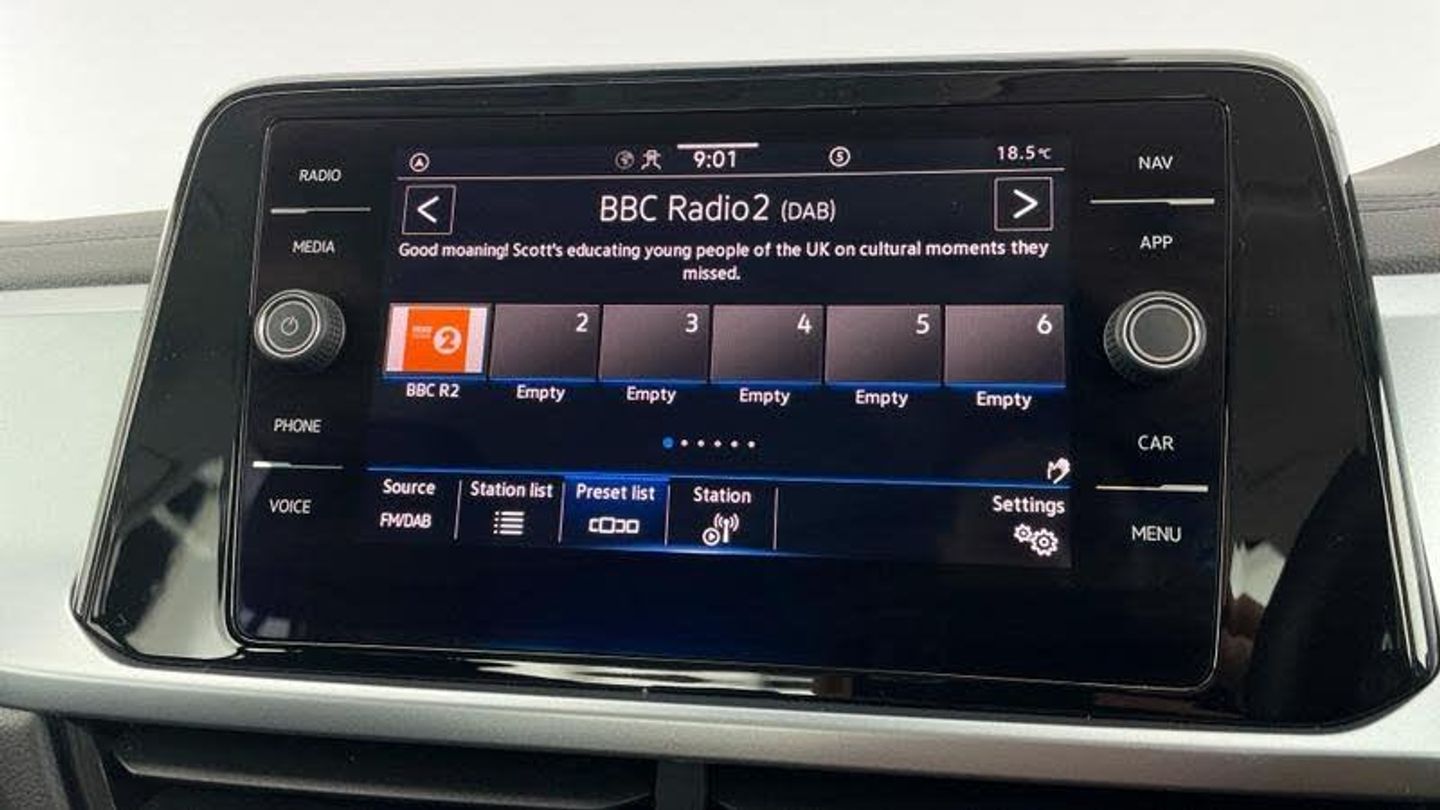 RADIO
MEDIA
PHONE
VOICE
9:01
5
18.5°C
BBC Radio2 (DAB)
Good moaning! Scott's educating young people of the UK on cultural moments they
missed.
2
2
3
4
5
6
BBC R2
Empty
Empty
Empty
Empty
Empty
Source
FM/DAB
Station list
Preset list
Station
Settings
NAV
APP
CAR
MENU